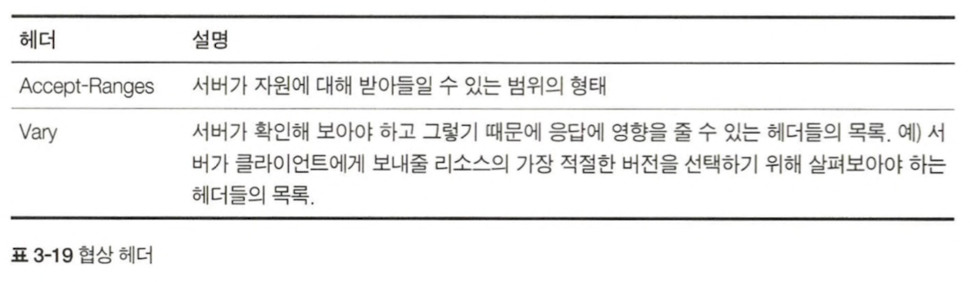 헤더 설명
Accept-Ranges 서버가 자원에 대해 받아들일 수 있는 범위의 형태
Vary 서버가 확인해 보아야 하고 그렇기 때문에 응답에 영향을 줄 수 있는 헤더들의 목록. 예) 서
버가 클라이언트에게 보내줄 리소스의 가장 적절한 버전을 선택하기 위해 살펴보아야 하는
헤더들의 목록.
표 3-19 협상 헤더